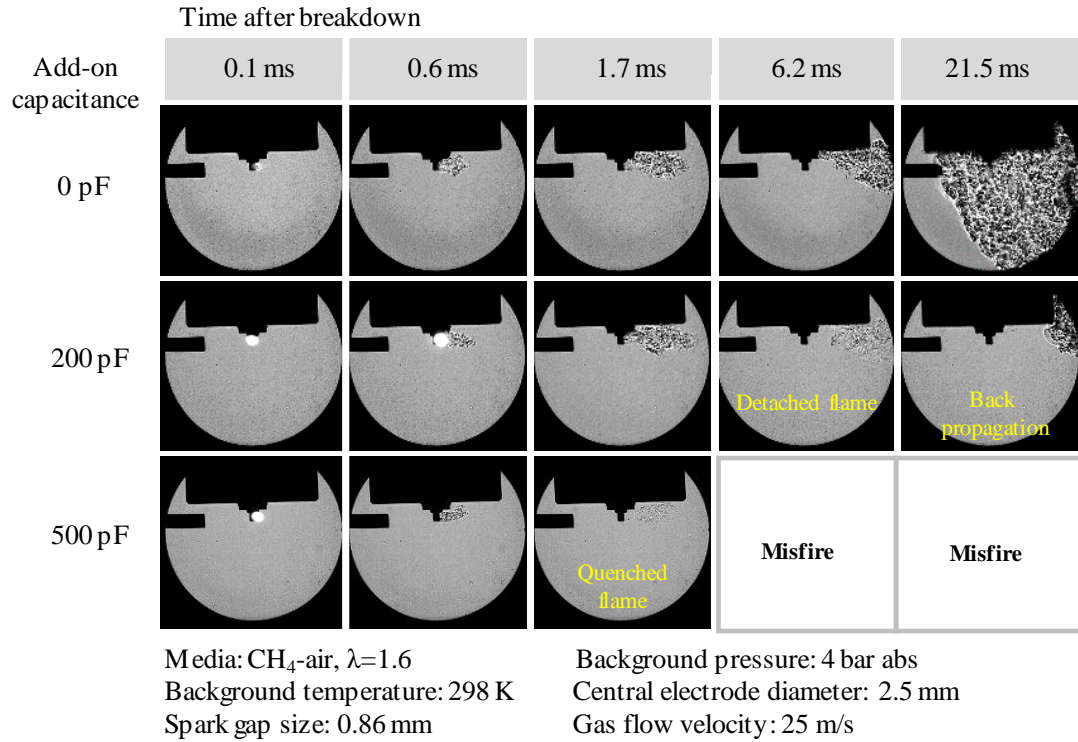 Time after breakdown
Add-on capacitance
0.1 ms 0.6 ms 1.7 ms 6.2 ms 21.5 ms
0 pF
200 pF
Detached flame
Back
propagation
500 pF
Quenched
flame
Misfire
Misfire
Media: CH₄-air, λ=1.6
Background pressure: 4 bar abs
Background temperature: 298 K
Central electrode diameter: 2.5 mm
Spark gap size: 0.86 mm
Gas flow velocity: 25 m/s